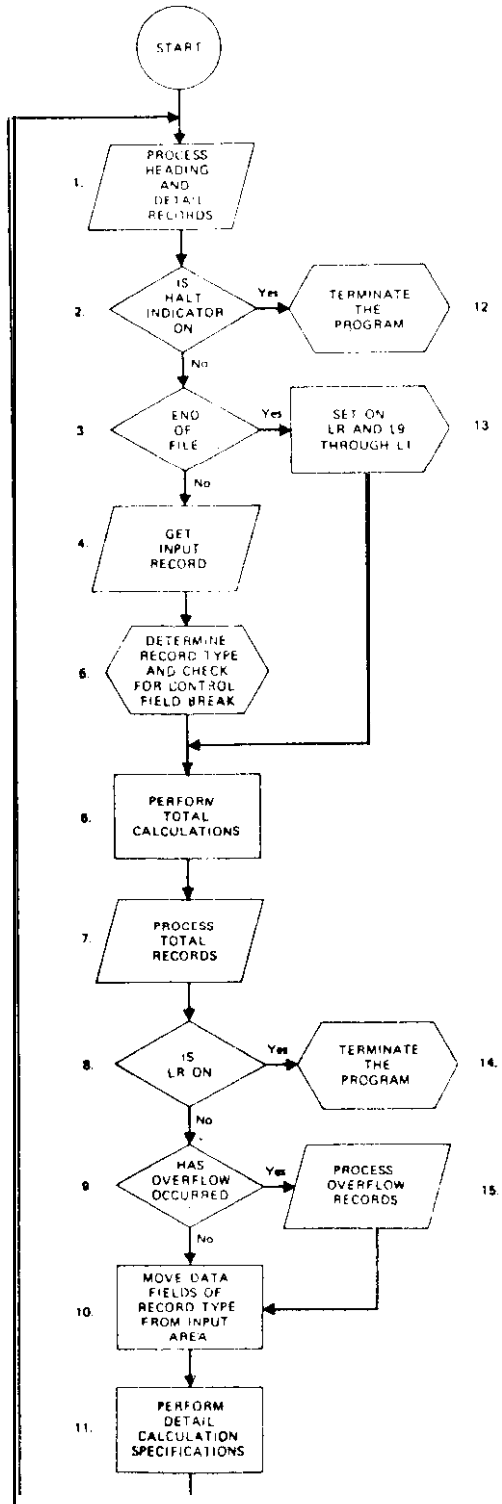 START
1.
PROCESS
HEADING
AND
DETAIL
RECORDS
2.
IS
HALT
INDICATOR
ON
Yes
TERMINATE
THE
PROGRAM
12
No
3
END
OF
FILE
Yes
SET ON
LR AND L9
THROUGH L1
13
No
4.
GET
INPUT
RECORD
5.
DETERMINE
RECORD TYPE
AND CHECK
FOR CONTROL
FIELD BREAK
6.
PERFORM
TOTAL
CALCULATIONS
7.
PROCESS
TOTAL
RECORDS
8.
IS
LR ON
Yes
TERMINATE
THE
PROGRAM
14.
No
9
HAS
OVERFLOW
OCCURRED
Yes
PROCESS
OVERFLOW
RECORDS
15.
No
10.
MOVE DATA
FIELDS OF
RECORD TYPE
FROM INPUT
AREA
11.
PERFORM
DETAIL
CALCULATION
SPECIFICATIONS